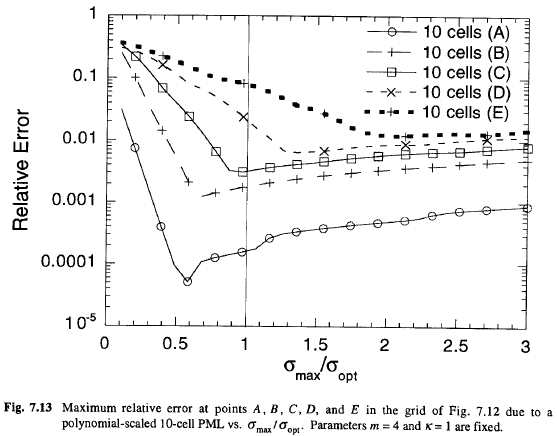 1
10 cells (A)
10 cells (B)
0.1
10 cells (C)
10 cells (D)
10 cells (E)
0.01
Relative Error
0.001
0.0001
10⁻⁵
0 0.5 1 1.5 2 2.5 3
σmax/σopt
Fig. 7.13 Maximum relative error at points A, B, C, D, and E in the grid of Fig. 7.12 due to a
polynomial-scaled 10-cell PML vs. σmax/σopt. Parameters m = 4 and κ = 1 are fixed.